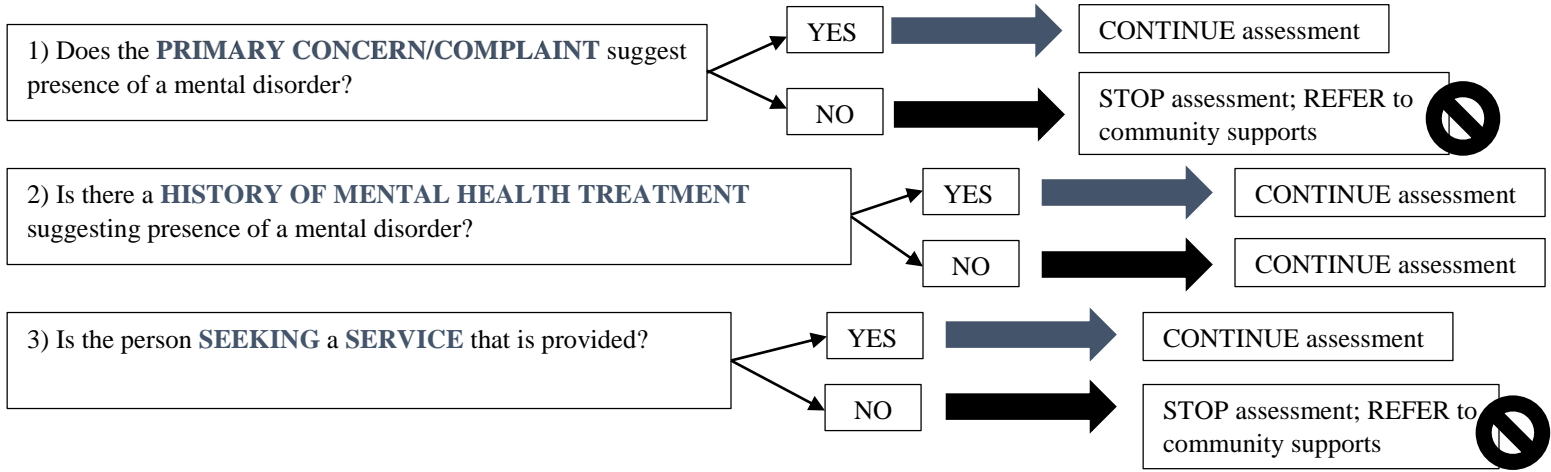 1) Does the PRIMARY CONCERN/COMPLAINT suggest
presence of a mental disorder?
YES
CONTINUE assessment
NO
STOP assessment; REFER to
community supports
2) Is there a HISTORY OF MENTAL HEALTH TREATMENT
suggesting presence of a mental disorder?
YES
CONTINUE assessment
NO
CONTINUE assessment
3) Is the person SEEKING a SERVICE that is provided?
YES
CONTINUE assessment
NO
STOP assessment; REFER to
community supports